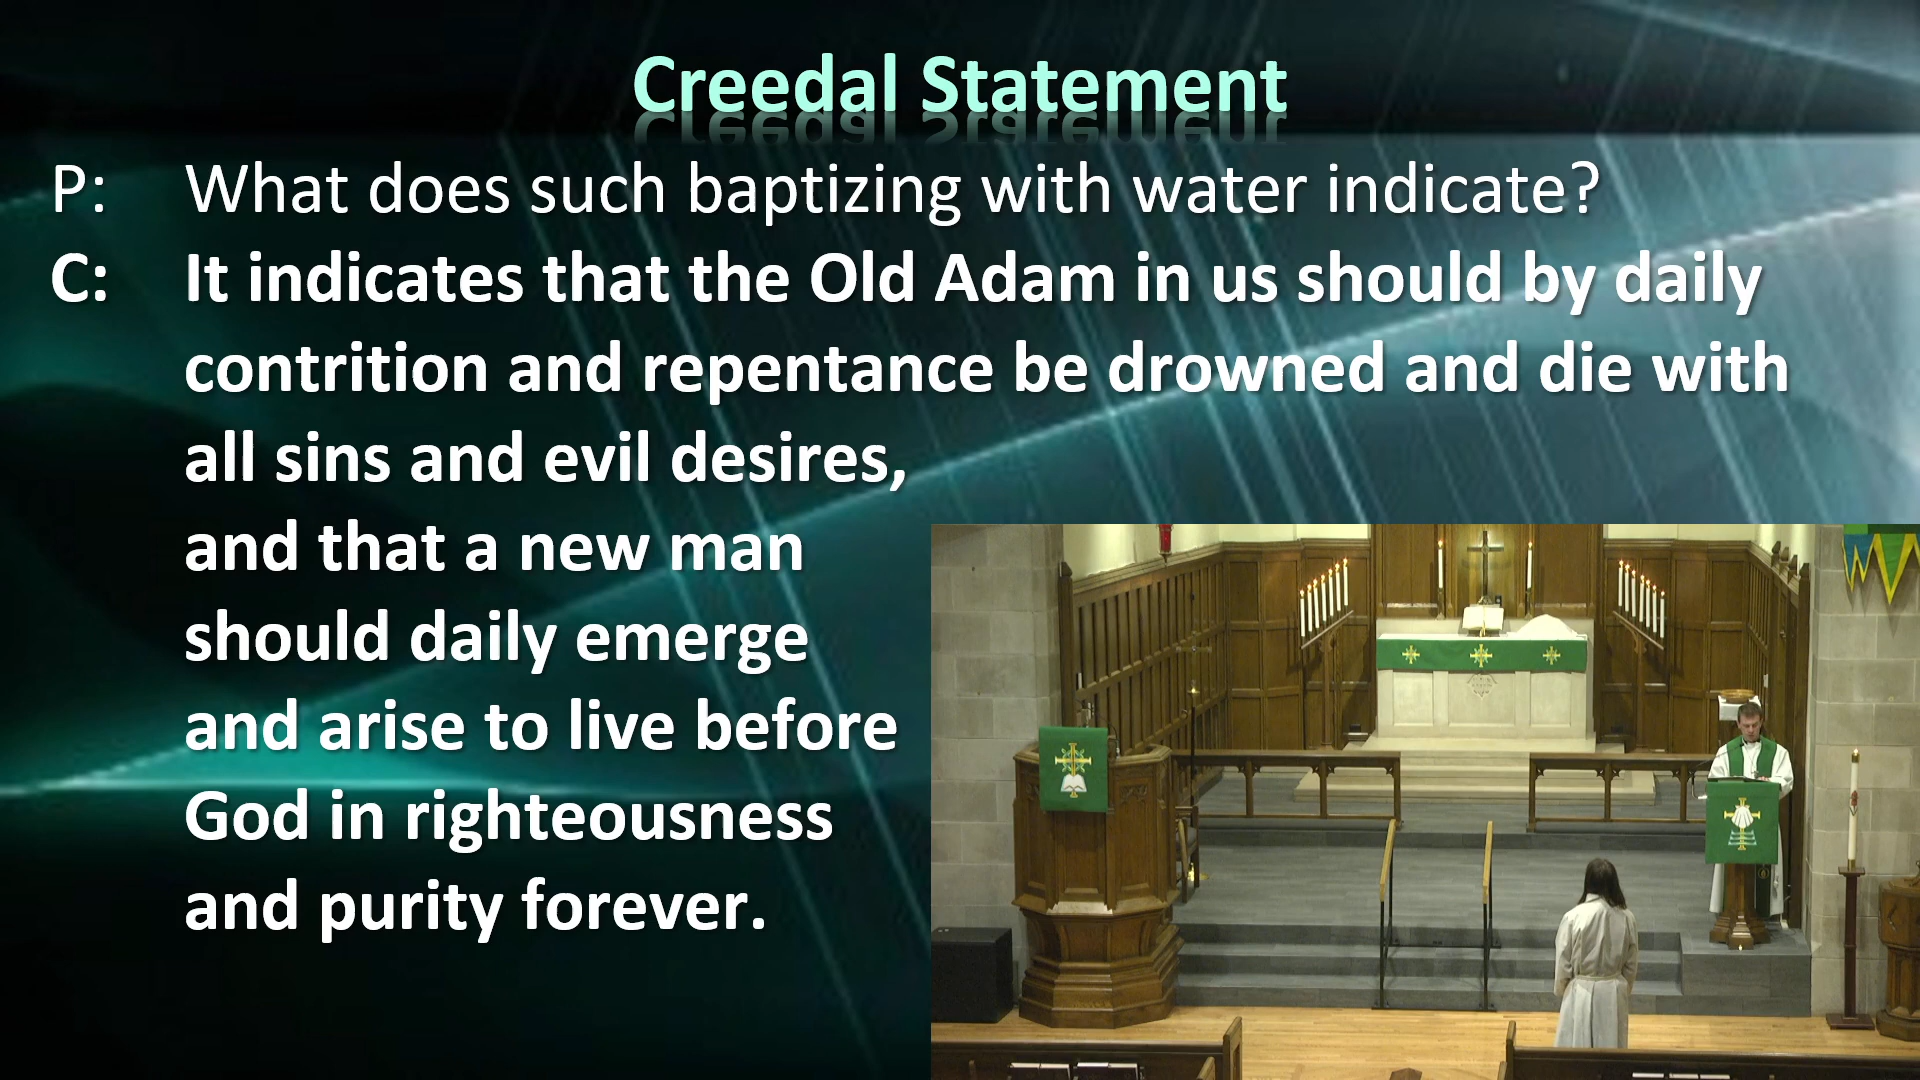 Creedal Statement
P: What does such baptizing with water indicate?
C: It indicates that the Old Adam in us should by daily
contrition and repentance be drowned and die with
all sins and evil desires,
and that a new man
should daily emerge
and arise to live before
God in righteousness
and purity forever.